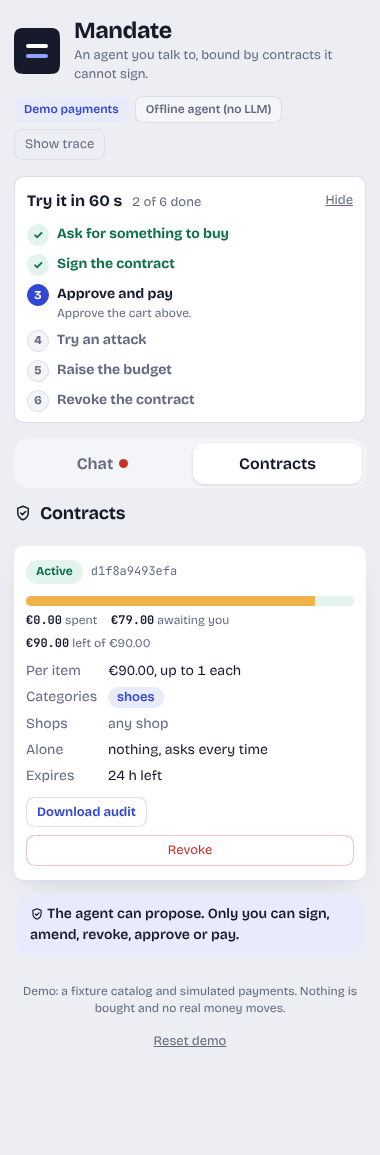 Mandate
An agent you talk to, bound by contracts it
cannot sign.
Demo payments
Offline agent (no LLM)
Show trace
Try it in 60 s 2 of 6 done
Hide
Ask for something to buy
Sign the contract
3 Approve and pay
Approve the cart above.
4 Try an attack
5 Raise the budget
6 Revoke the contract
Chat
Contracts
Contracts
Active d1f8a9493efa
€0.00 spent €79.00 awaiting you
€90.00 left of €90.00
Per item €90.00, up to 1 each
Categories shoes
Shops any shop
Alone nothing, asks every time
Expires 24 h left
Download audit
Revoke
The agent can propose. Only you can sign,
amend, revoke, approve or pay.
Demo: a fixture catalog and simulated payments. Nothing is
bought and no real money moves.
Reset demo